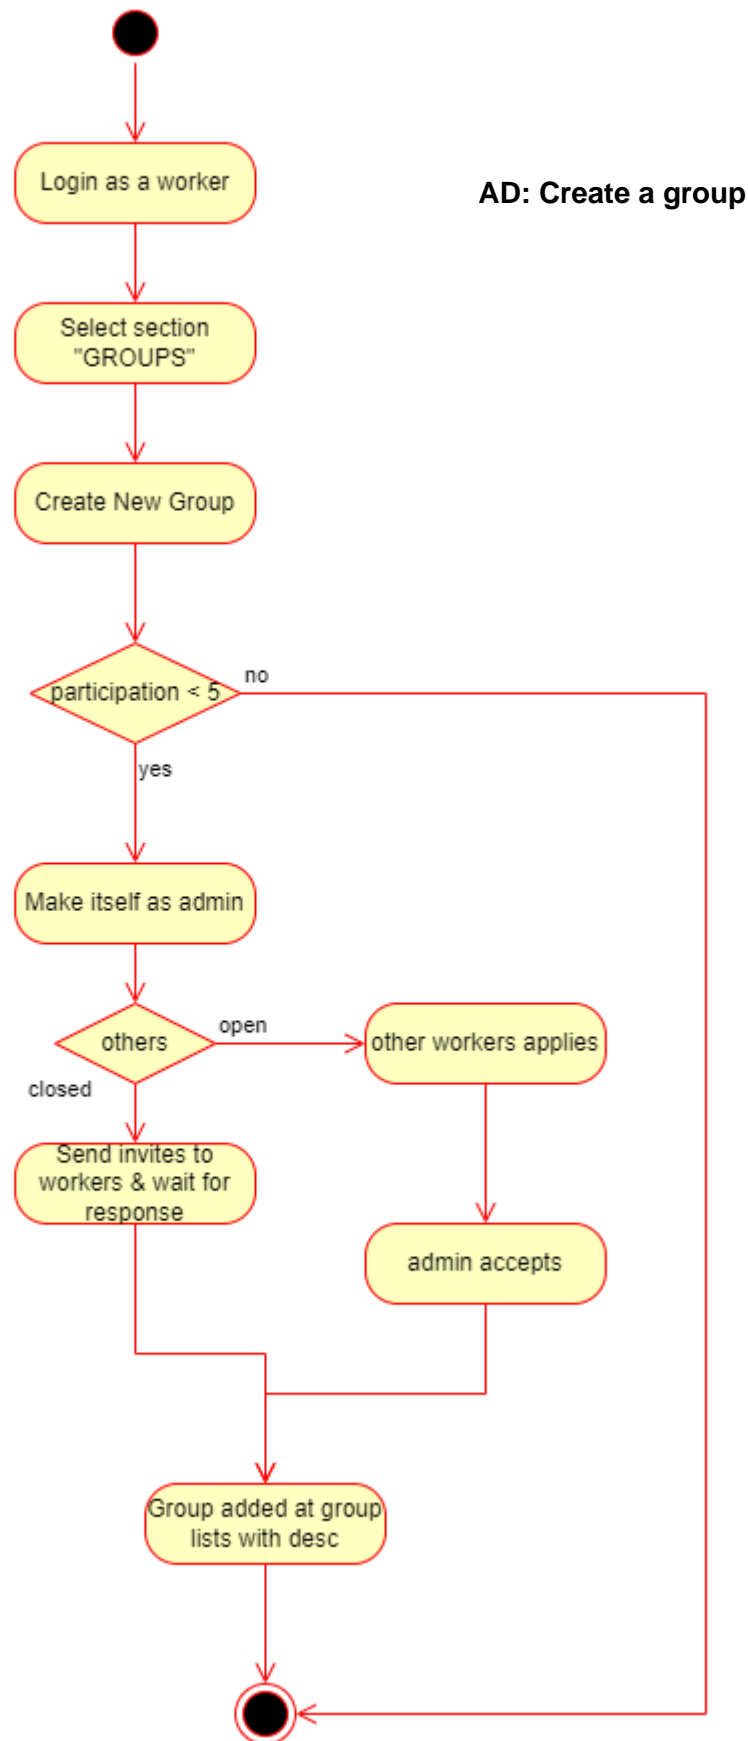 Login as a worker
AD: Create a group
Select section
"GROUPS"
Create New Group
participation < 5
no
yes
Make itself as admin
others
open
other workers applies
closed
Send invites to
workers & wait for
response
admin accepts
Group added at group
lists with desc